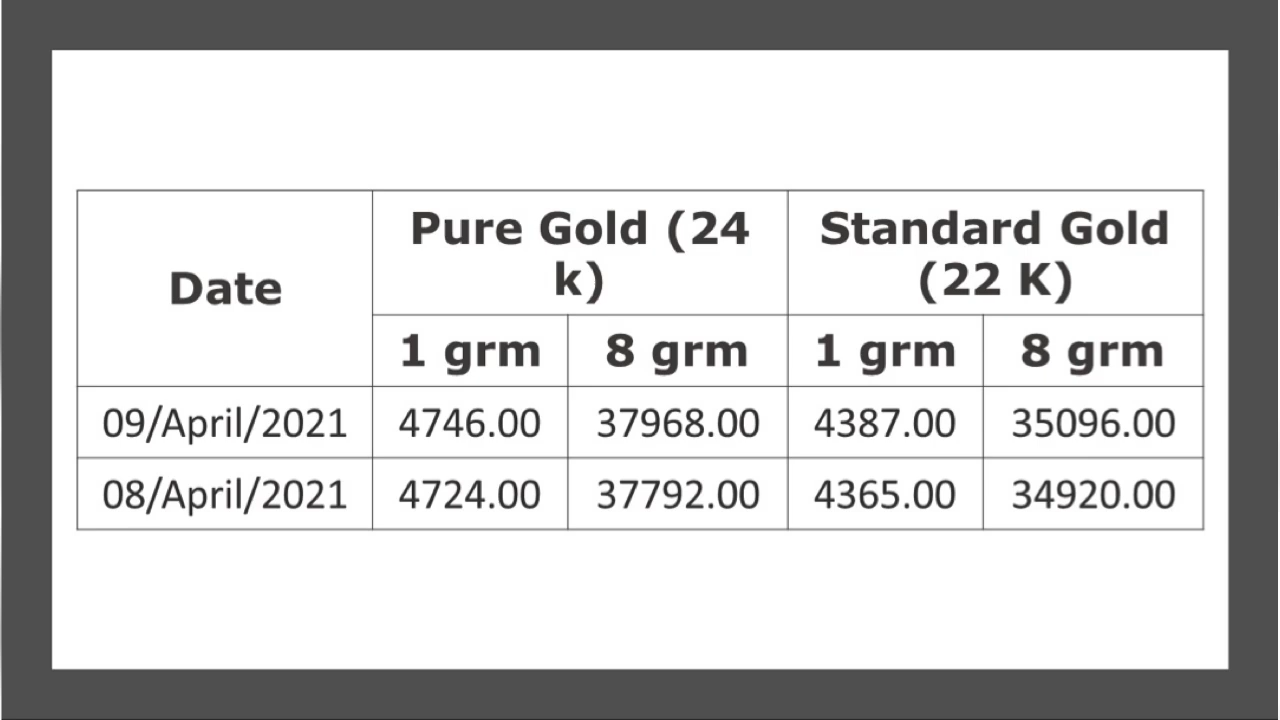 Date
Pure Gold (24
k)
Standard Gold
(22 K)
1 grm 8 grm 1 grm 8 grm
09/April/2021 4746.00 37968.00 4387.00 35096.00
08/April/2021 4724.00 37792.00 4365.00 34920.00